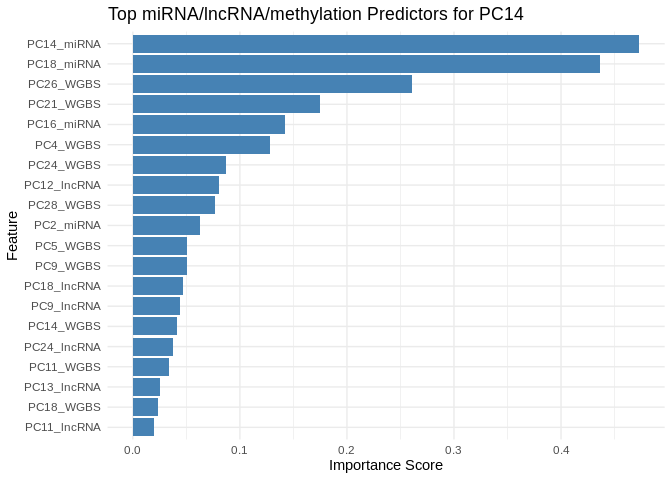 Top miRNA/lncRNA/methylation Predictors for PC14
Feature
PC14_miRNA
PC18_miRNA
PC26_WGBS
PC21_WGBS
PC16_miRNA
PC4_WGBS
PC24_WGBS
PC12_lncRNA
PC28_WGBS
PC2_miRNA
PC5_WGBS
PC9_WGBS
PC18_lncRNA
PC9_lncRNA
PC14_WGBS
PC24_lncRNA
PC11_WGBS
PC13_lncRNA
PC18_WGBS
PC11_lncRNA
0.0 0.1 0.2 0.3 0.4
Importance Score